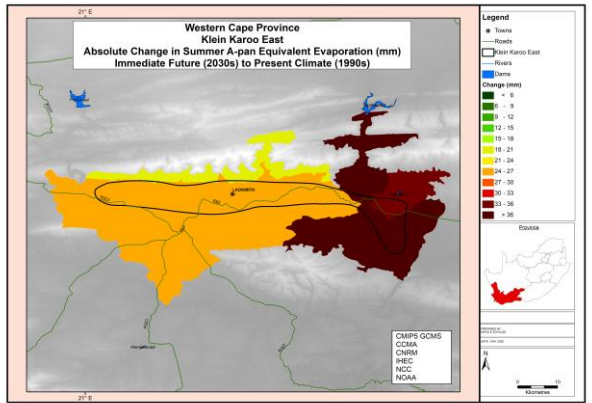 21° E
Western Cape Province
Klein Karoo East
Absolute Change in Summer A-pan Equivalent Evaporation (mm)
Immediate Future (2030s) to Present Climate (1990s)
LADISMITH
CMIP5 GCMS
CCMA
CNRM
IHEC
NCC
NOAA
21° E
Legend
Towns
Roads
Klein Karoo East
Rivers
Dams
Change (mm)
< 6
6 - 9
9 - 12
12 - 15
15 - 18
18 - 21
21 - 24
24 - 27
27 - 30
30 - 33
33 - 36
> 36
Province
PREPARED BY
N
0
10
Kilometres